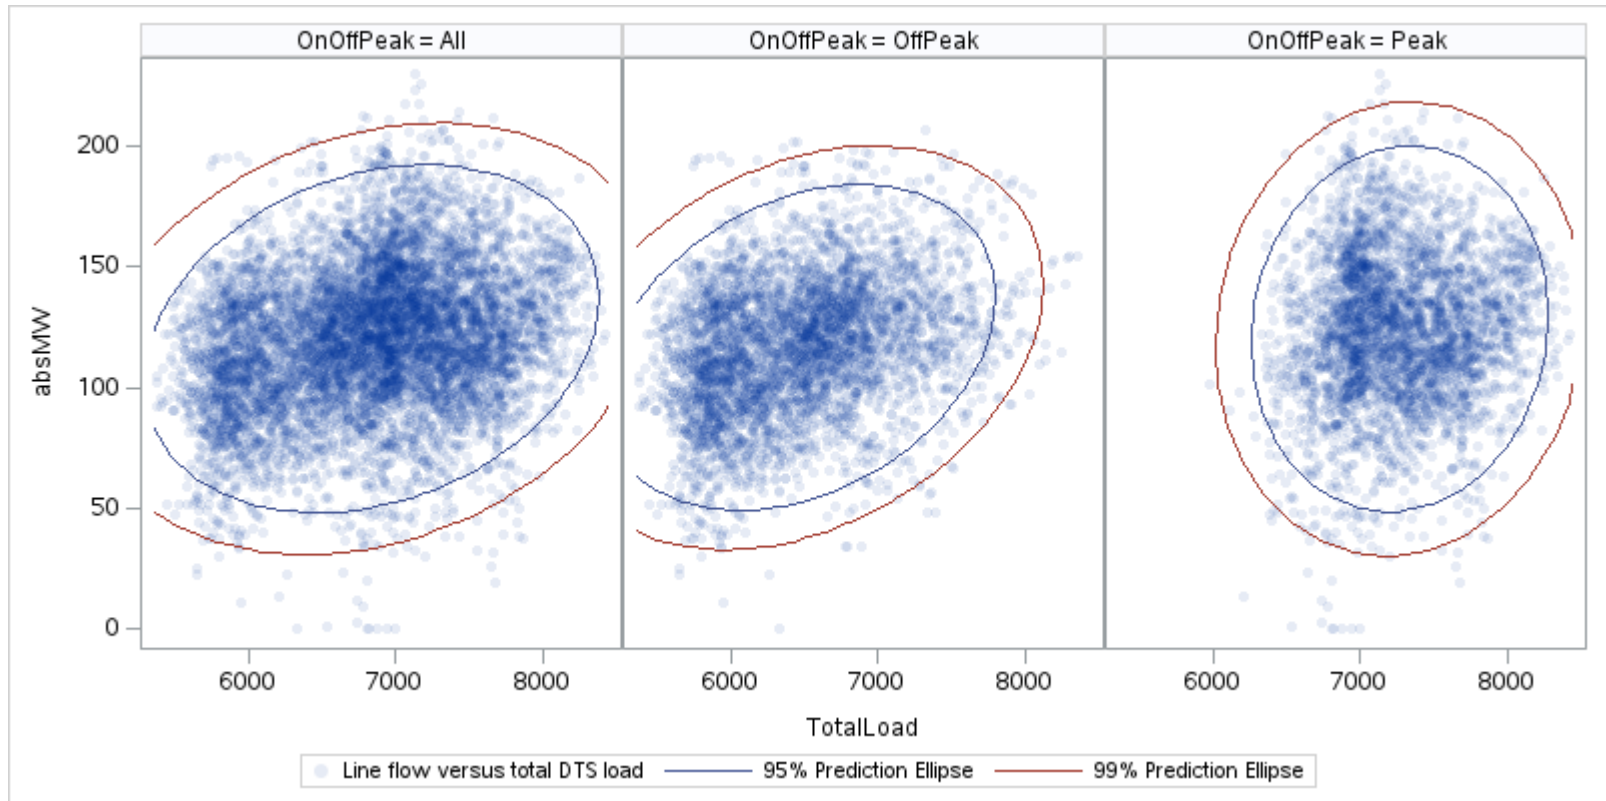 OnOffPeak = All
OnOffPeak = OffPeak
OnOffPeak = Peak
absMW
200
150
100
50
0
6000 7000 8000
6000 7000 8000
6000 7000 8000
TotalLoad
Line flow versus total DTS load
95% Prediction Ellipse
99% Prediction Ellipse